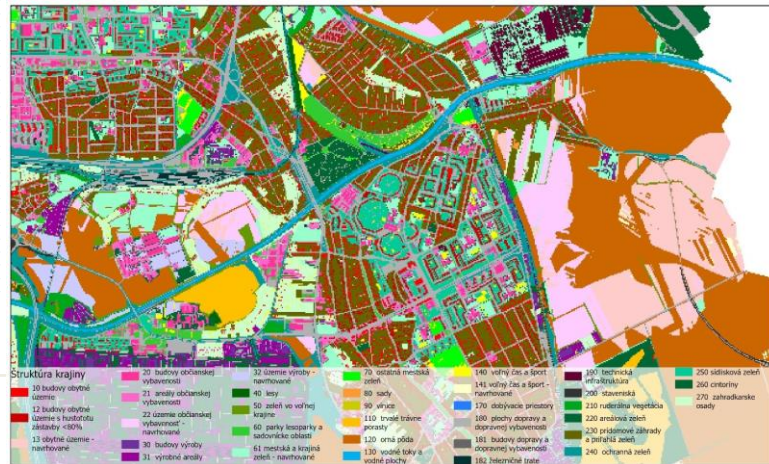 Štruktúra krajiny
10 budovy obytné
územie
12 budovy obytné
územie s hustotou
zástavby <80%
13 obytné územie -
navrhované
20 budovy občianskej
vybavenosti
21 areály občianskej
vybavenosti
22 územie občianskej
vybavenosť -
navrhované
30 budovy výroby
31 výrobné areály
32 územie výroby -
navrhované
40 lesy
50 zeleň vo voľnej
krajine
60 parky lesoparky a
sadovnícke oblasti
61 mestská a krajinná
zeleň - navrhované
70 ostatná mestská
zeleň
80 sady
90 vinice
110 trvalé trávne
porasty
120 orná pôda
130 vodné toky a
vodné plochy
140 voľný čas a šport
141 voľný čas a šport -
navrhované
170 dobývacie priestory
180 plochy dopravy a
dopravnej vybavenosti
181 budovy dopravy a
dopravnej vybavenosti
182 železničné trate
190 technická
infraštruktúra
200 staveniská
210 ruderálna vegetácia
220 areálová zeleň
230 prídomové záhrady
a priľahlá zeleň
240 ochranná zeleň
250 sídlisková zeleň
260 cintoríny
270 záhradkárske
osady